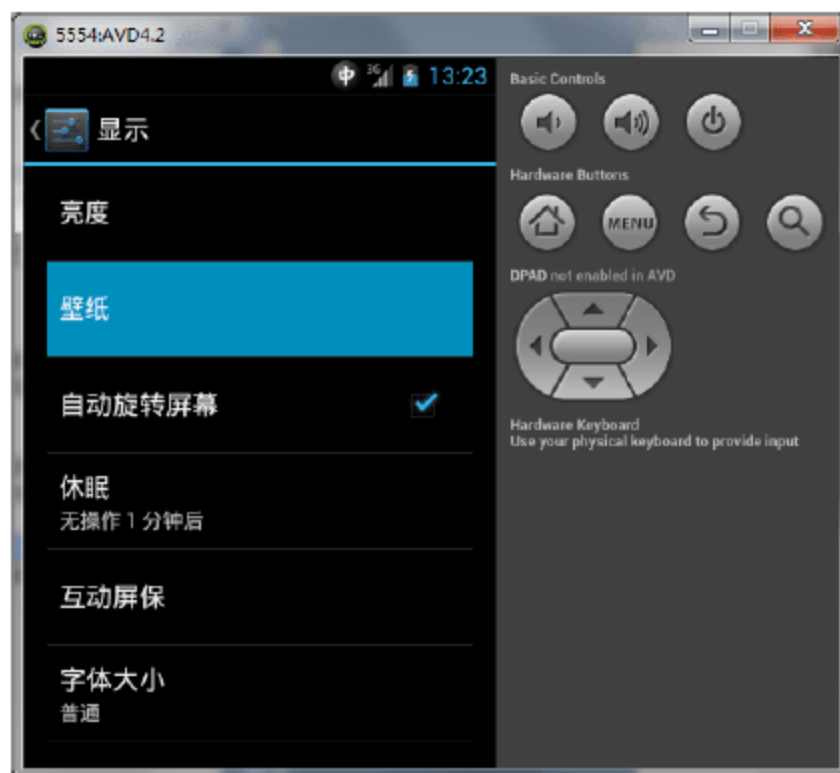 5554:AVD4.2
中 3G 13:23
显示
亮度
壁纸
自动旋转屏幕
休眠
无操作 1 分钟后
互动屏保
字体大小
普通
Basic Controls
Hardware Buttons
MENU
DPAD not enabled in AVD
Hardware Keyboard
Use your physical keyboard to provide input